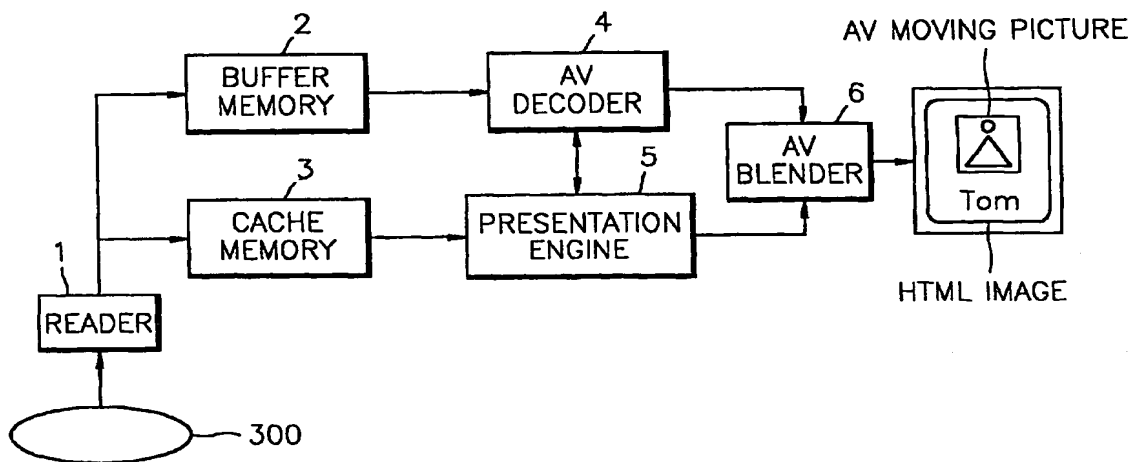 2
BUFFER
MEMORY
4
AV
DECODER
AV MOVING PICTURE
6
AV
BLENDER
Tom
HTML IMAGE
3
CACHE
MEMORY
5
PRESENTATION
ENGINE
1
READER
300